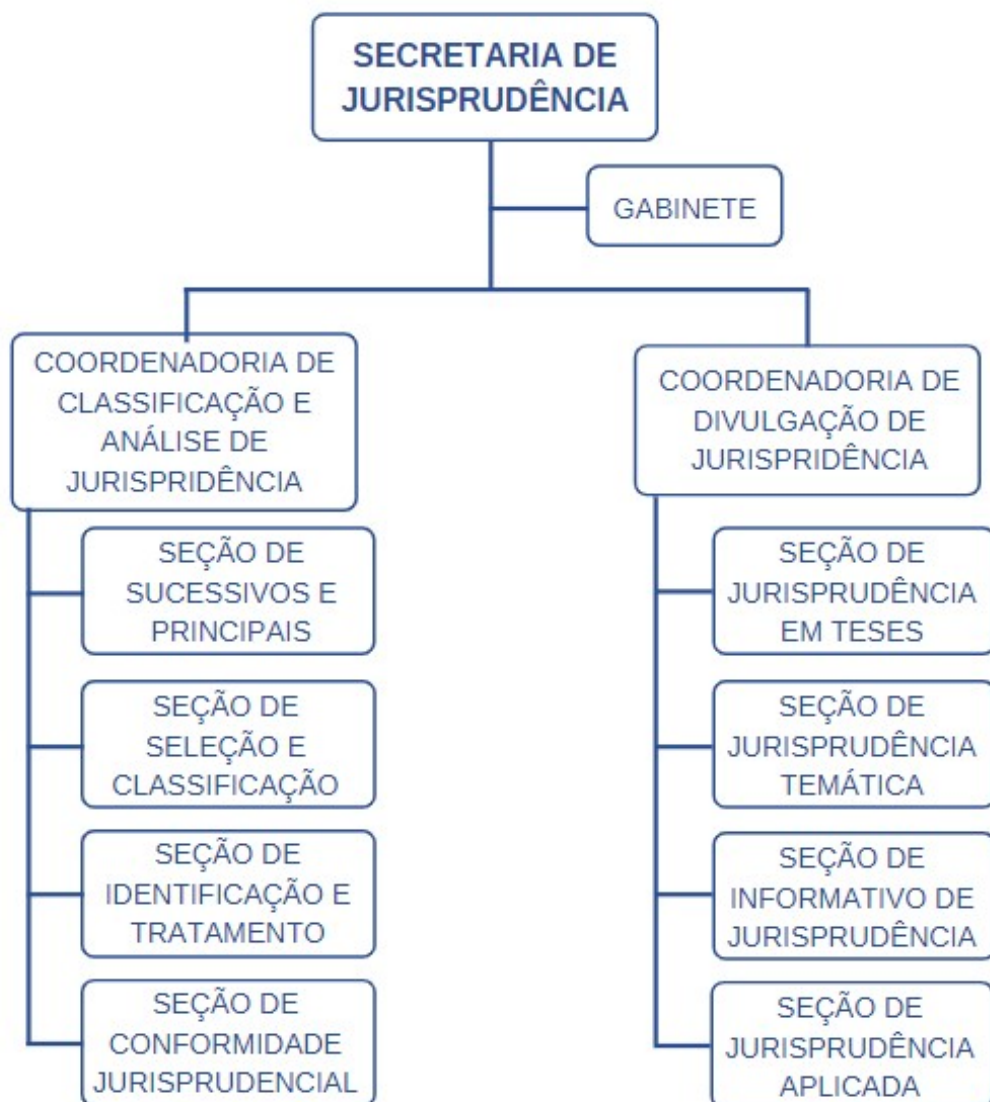 SECRETARIA DE
JURISPRUDÊNCIA
GABINETE
COORDENADORIA DE
CLASSIFICAÇÃO E
ANÁLISE DE
JURISPRIDÊNCIA
SEÇÃO DE
SUCESSIVOS E
PRINCIPAIS
SEÇÃO DE
SELEÇÃO E
CLASSIFICAÇÃO
SEÇÃO DE
IDENTIFICAÇÃO E
TRATAMENTO
SEÇÃO DE
CONFORMIDADE
JURISPRUDENCIAL
COORDENADORIA DE
DIVULGAÇÃO DE
JURISPRIDÊNCIA
SEÇÃO DE
JURISPRUDÊNCIA
EM TESES
SEÇÃO DE
JURISPRUDÊNCIA
TEMÁTICA
SEÇÃO DE
INFORMATIVO DE
JURISPRUDÊNCIA
SEÇÃO DE
JURISPRUDÊNCIA
APLICADA